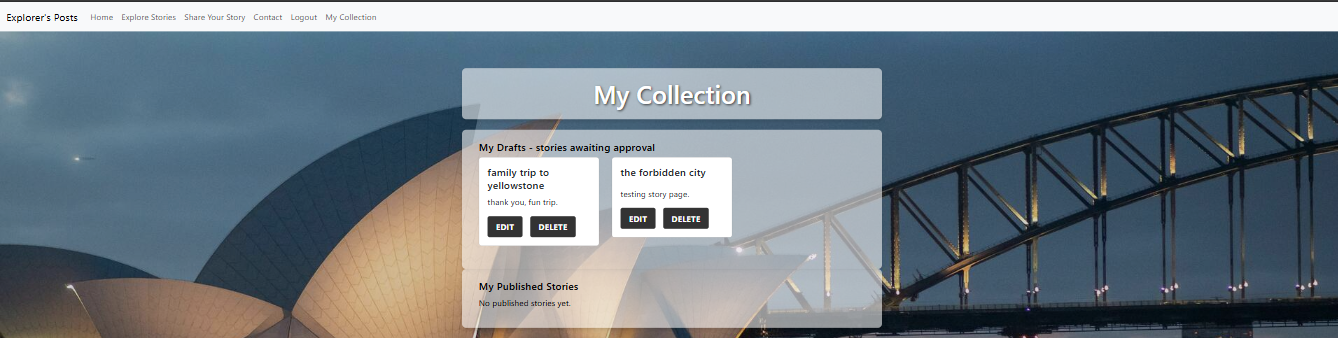 Explorer's Posts Home Explore Stories Share Your Story Contact Logout My Collection
My Collection
My Drafts - stories awaiting approval
family trip to
yellowstone
thank you, fun trip.
EDIT DELETE
the forbidden city
testing story page.
EDIT DELETE
My Published Stories
No published stories yet.